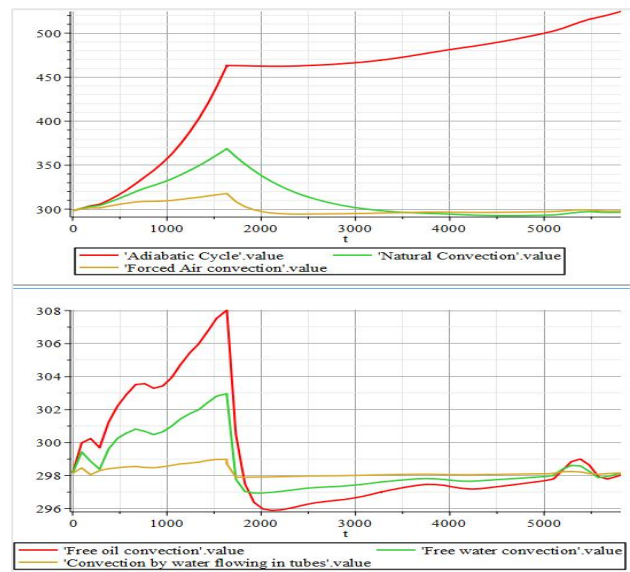 500
450
400
350
300
0 1000 2000 3000 4000 5000
t
'Adiabatic Cycle'.value 'Natural Convection'.value
'Forced Air convection'.value
308
306
304
302
300
298
296
0 1000 2000 3000 4000 5000
t
'Free oil convection'.value 'Free water convection'.value
'Convection by water flowing in tubes'.value